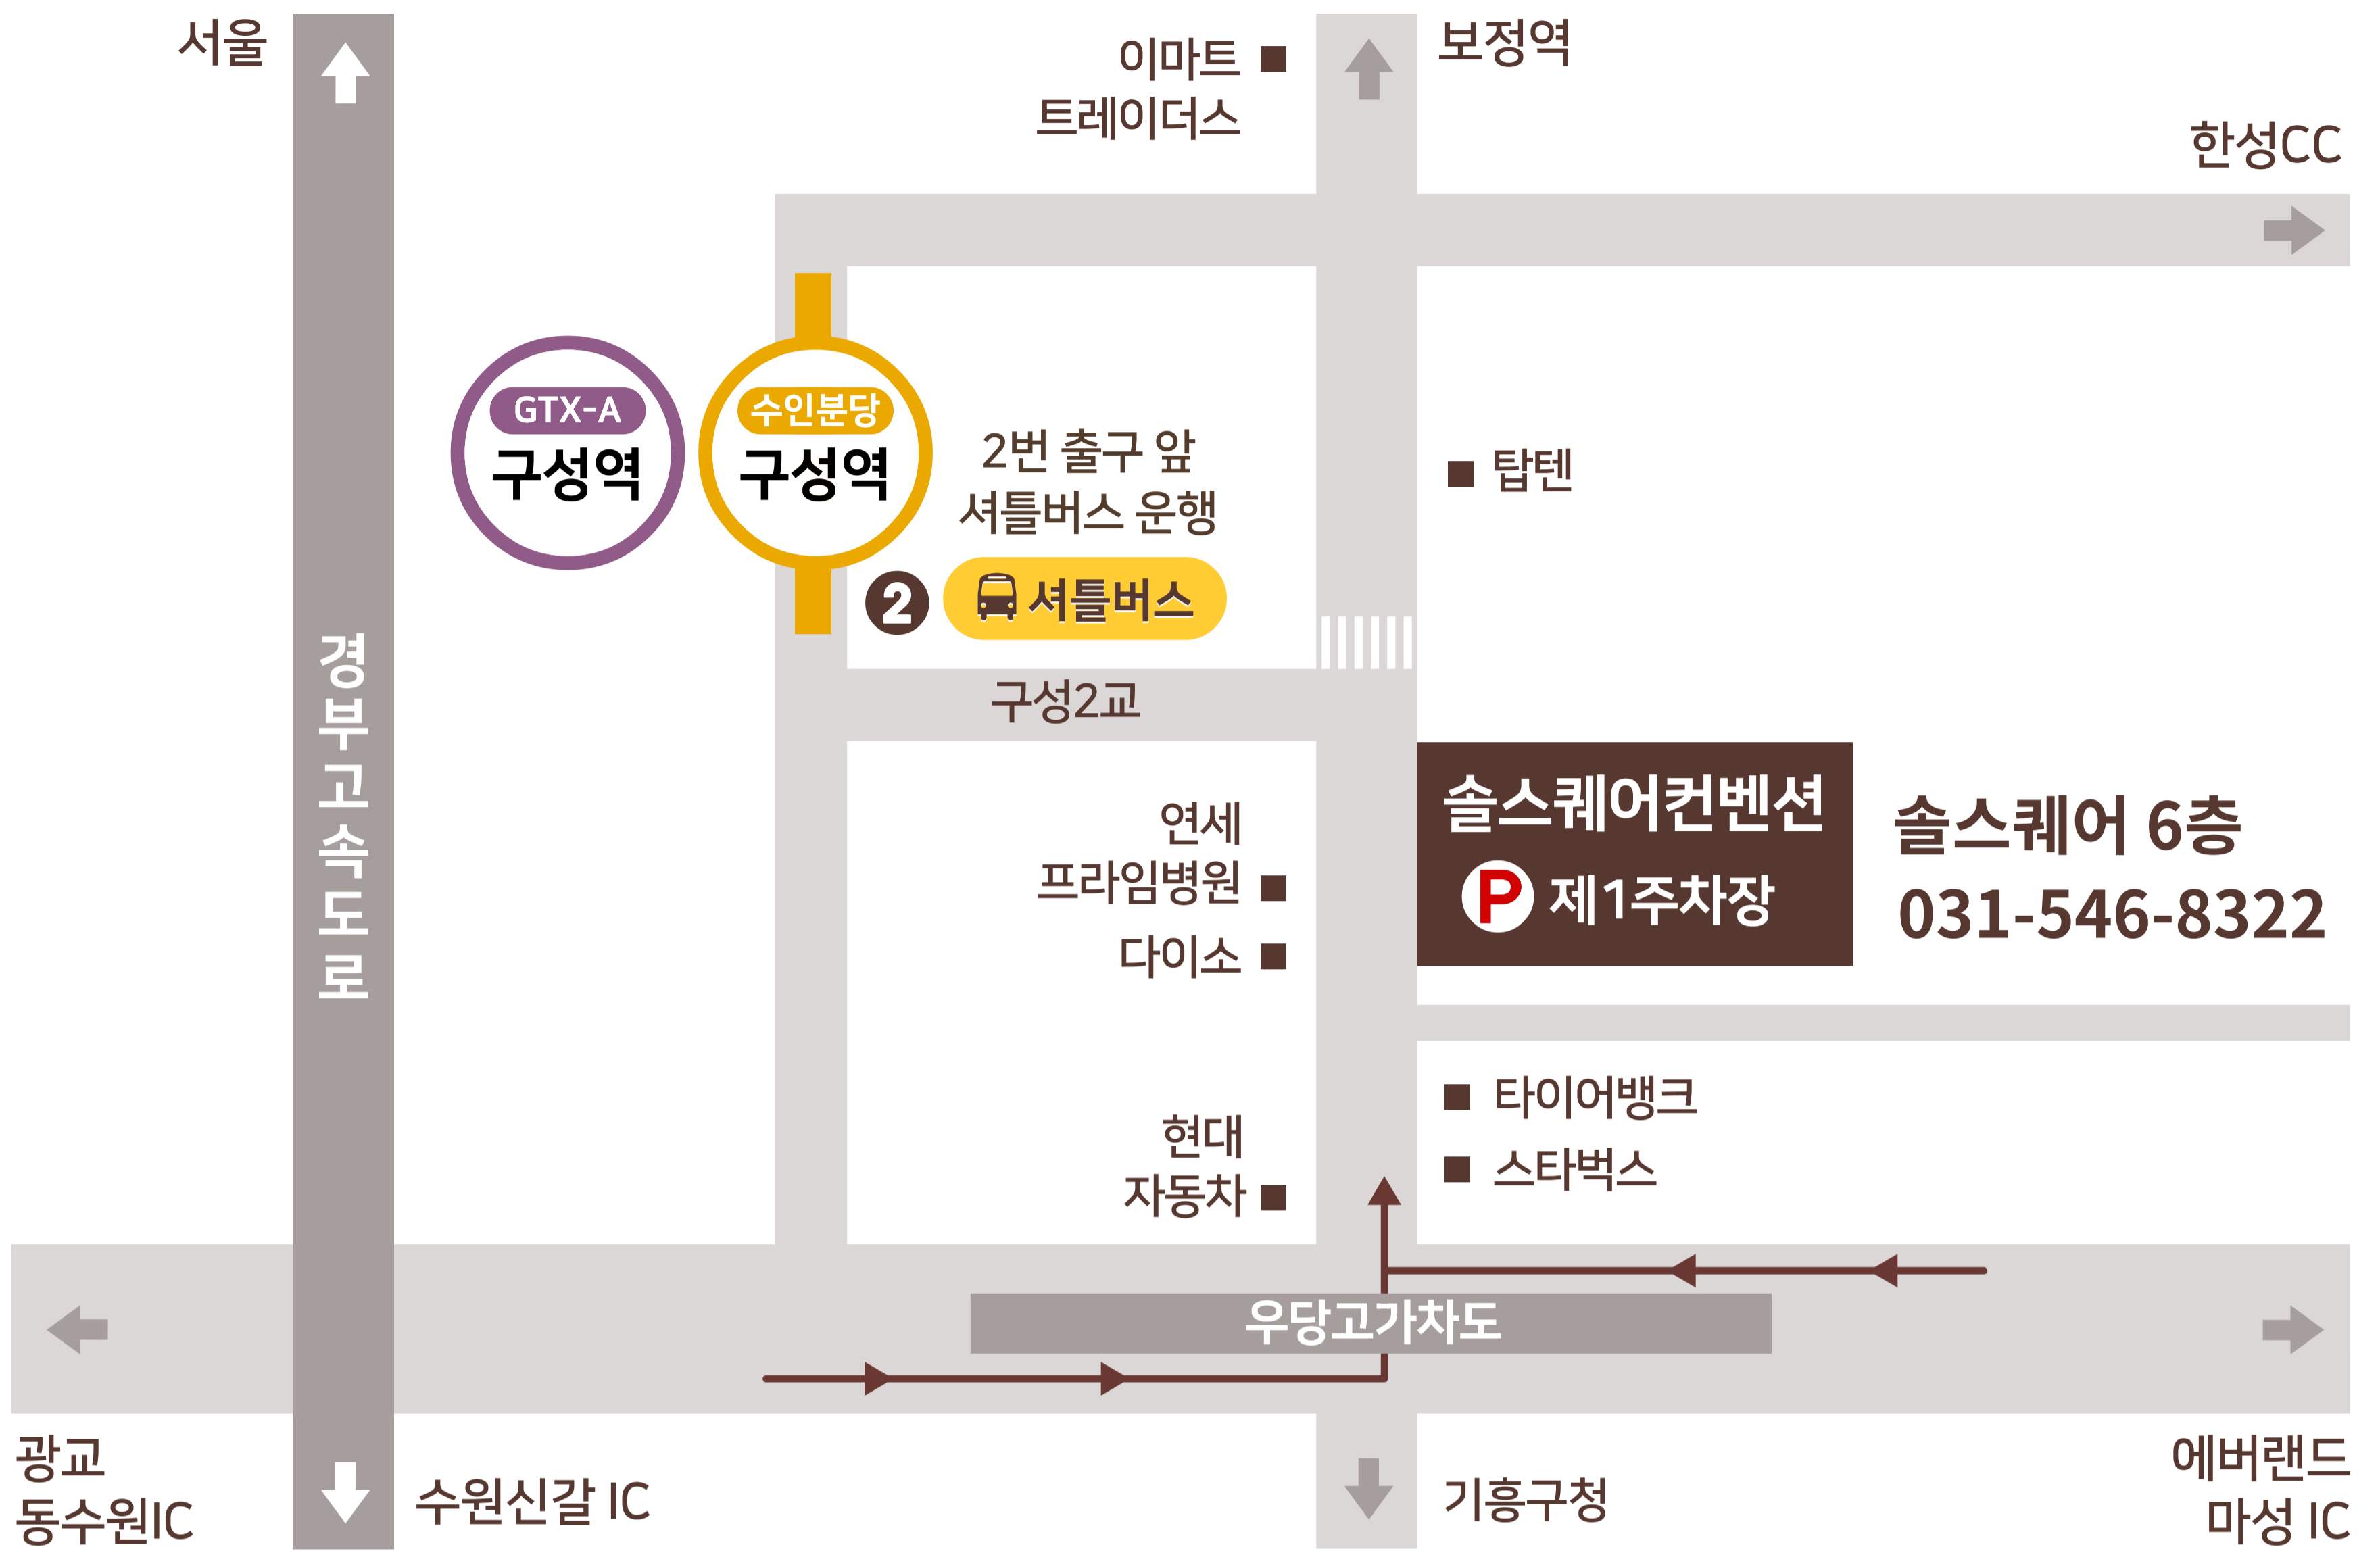 서울
이마트
트레이더스
보정역
한성CC
GTX-A
구성역
수인분당
구성역
2번 출구 앞
셔틀버스 운행
2
셔틀버스
탑텐
구성2교
경부고속도로
연세
프라임병원
다이소
숄스퀘어컨벤션
P 제1주차장
숄스퀘어 6층
031-546-8322
타이어뱅크
스타벅스
현대
자동차
우당고가차도
광고
동수원IC
수원신갈 IC
기흥구청
에버랜드
마성 IC